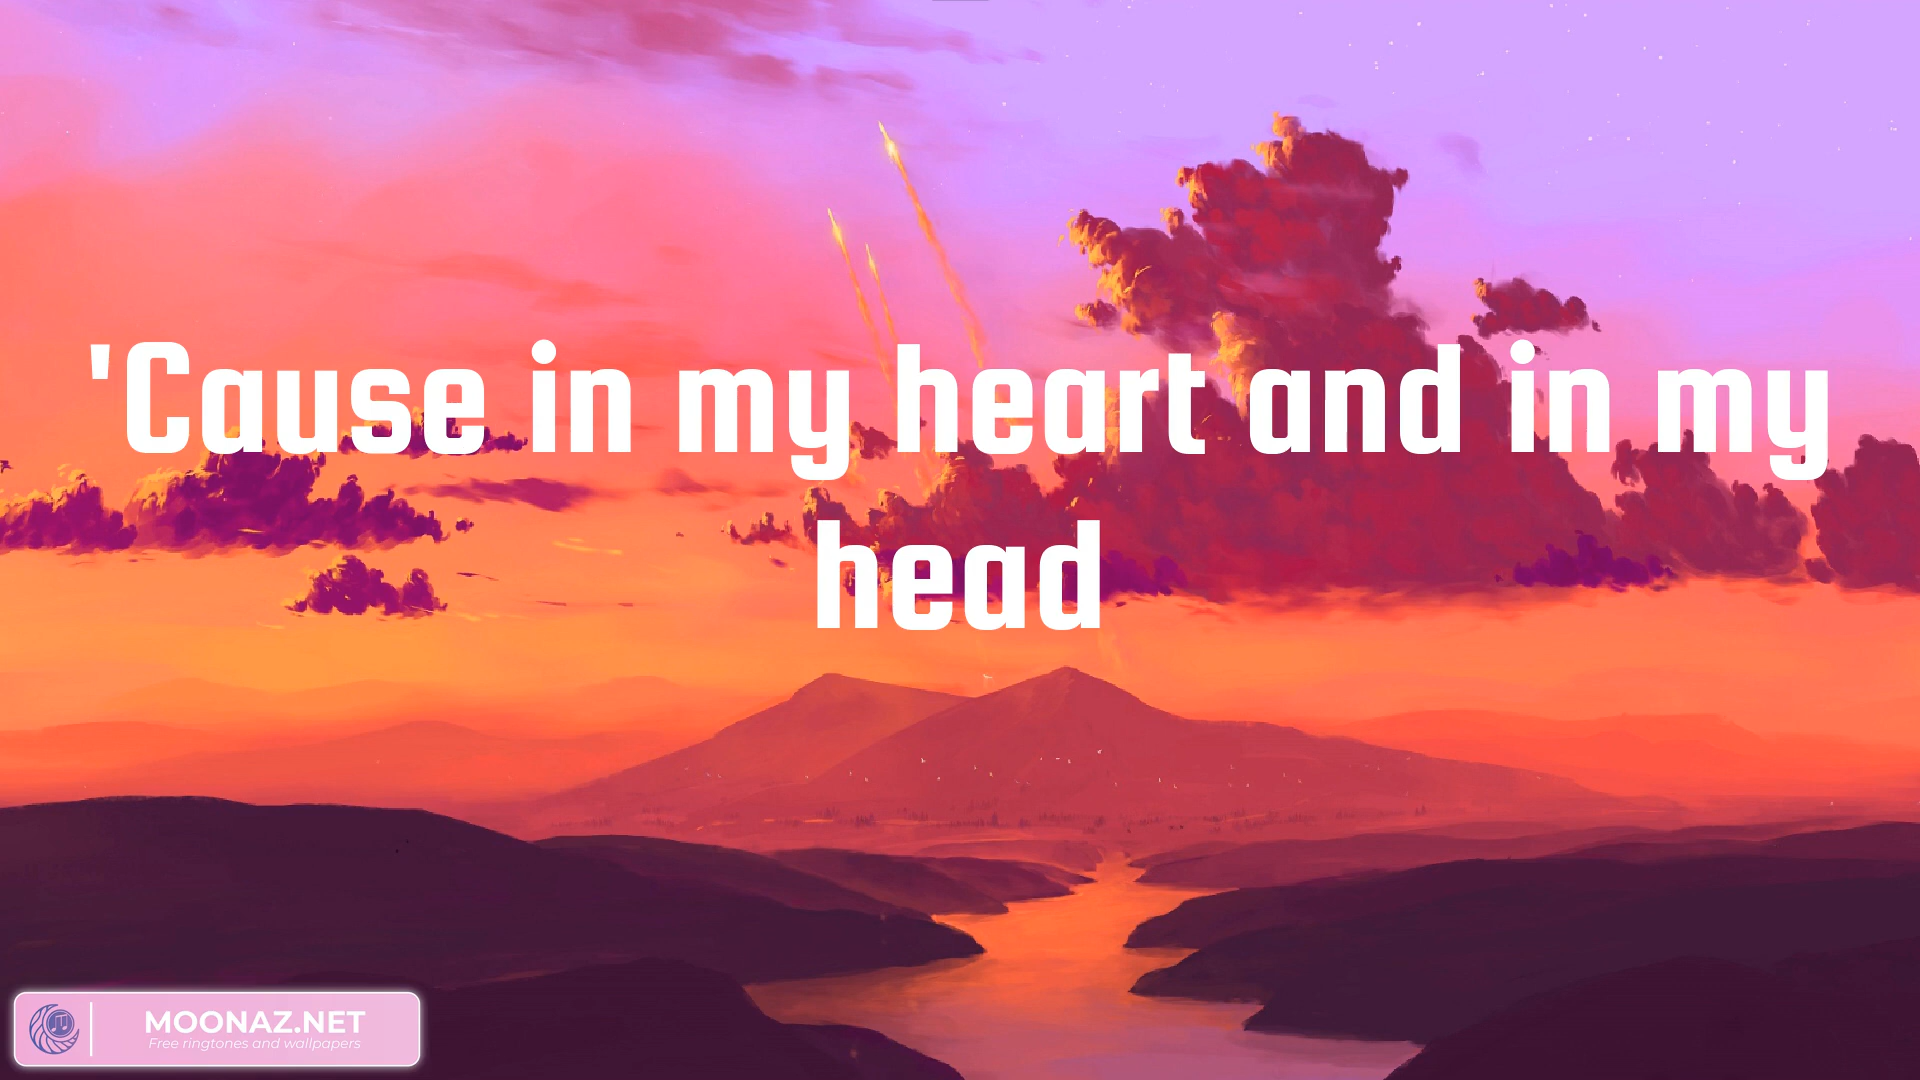 'Cause in my heart and in my
head
MOONAZ.NET
Free ringtones and wallpapers